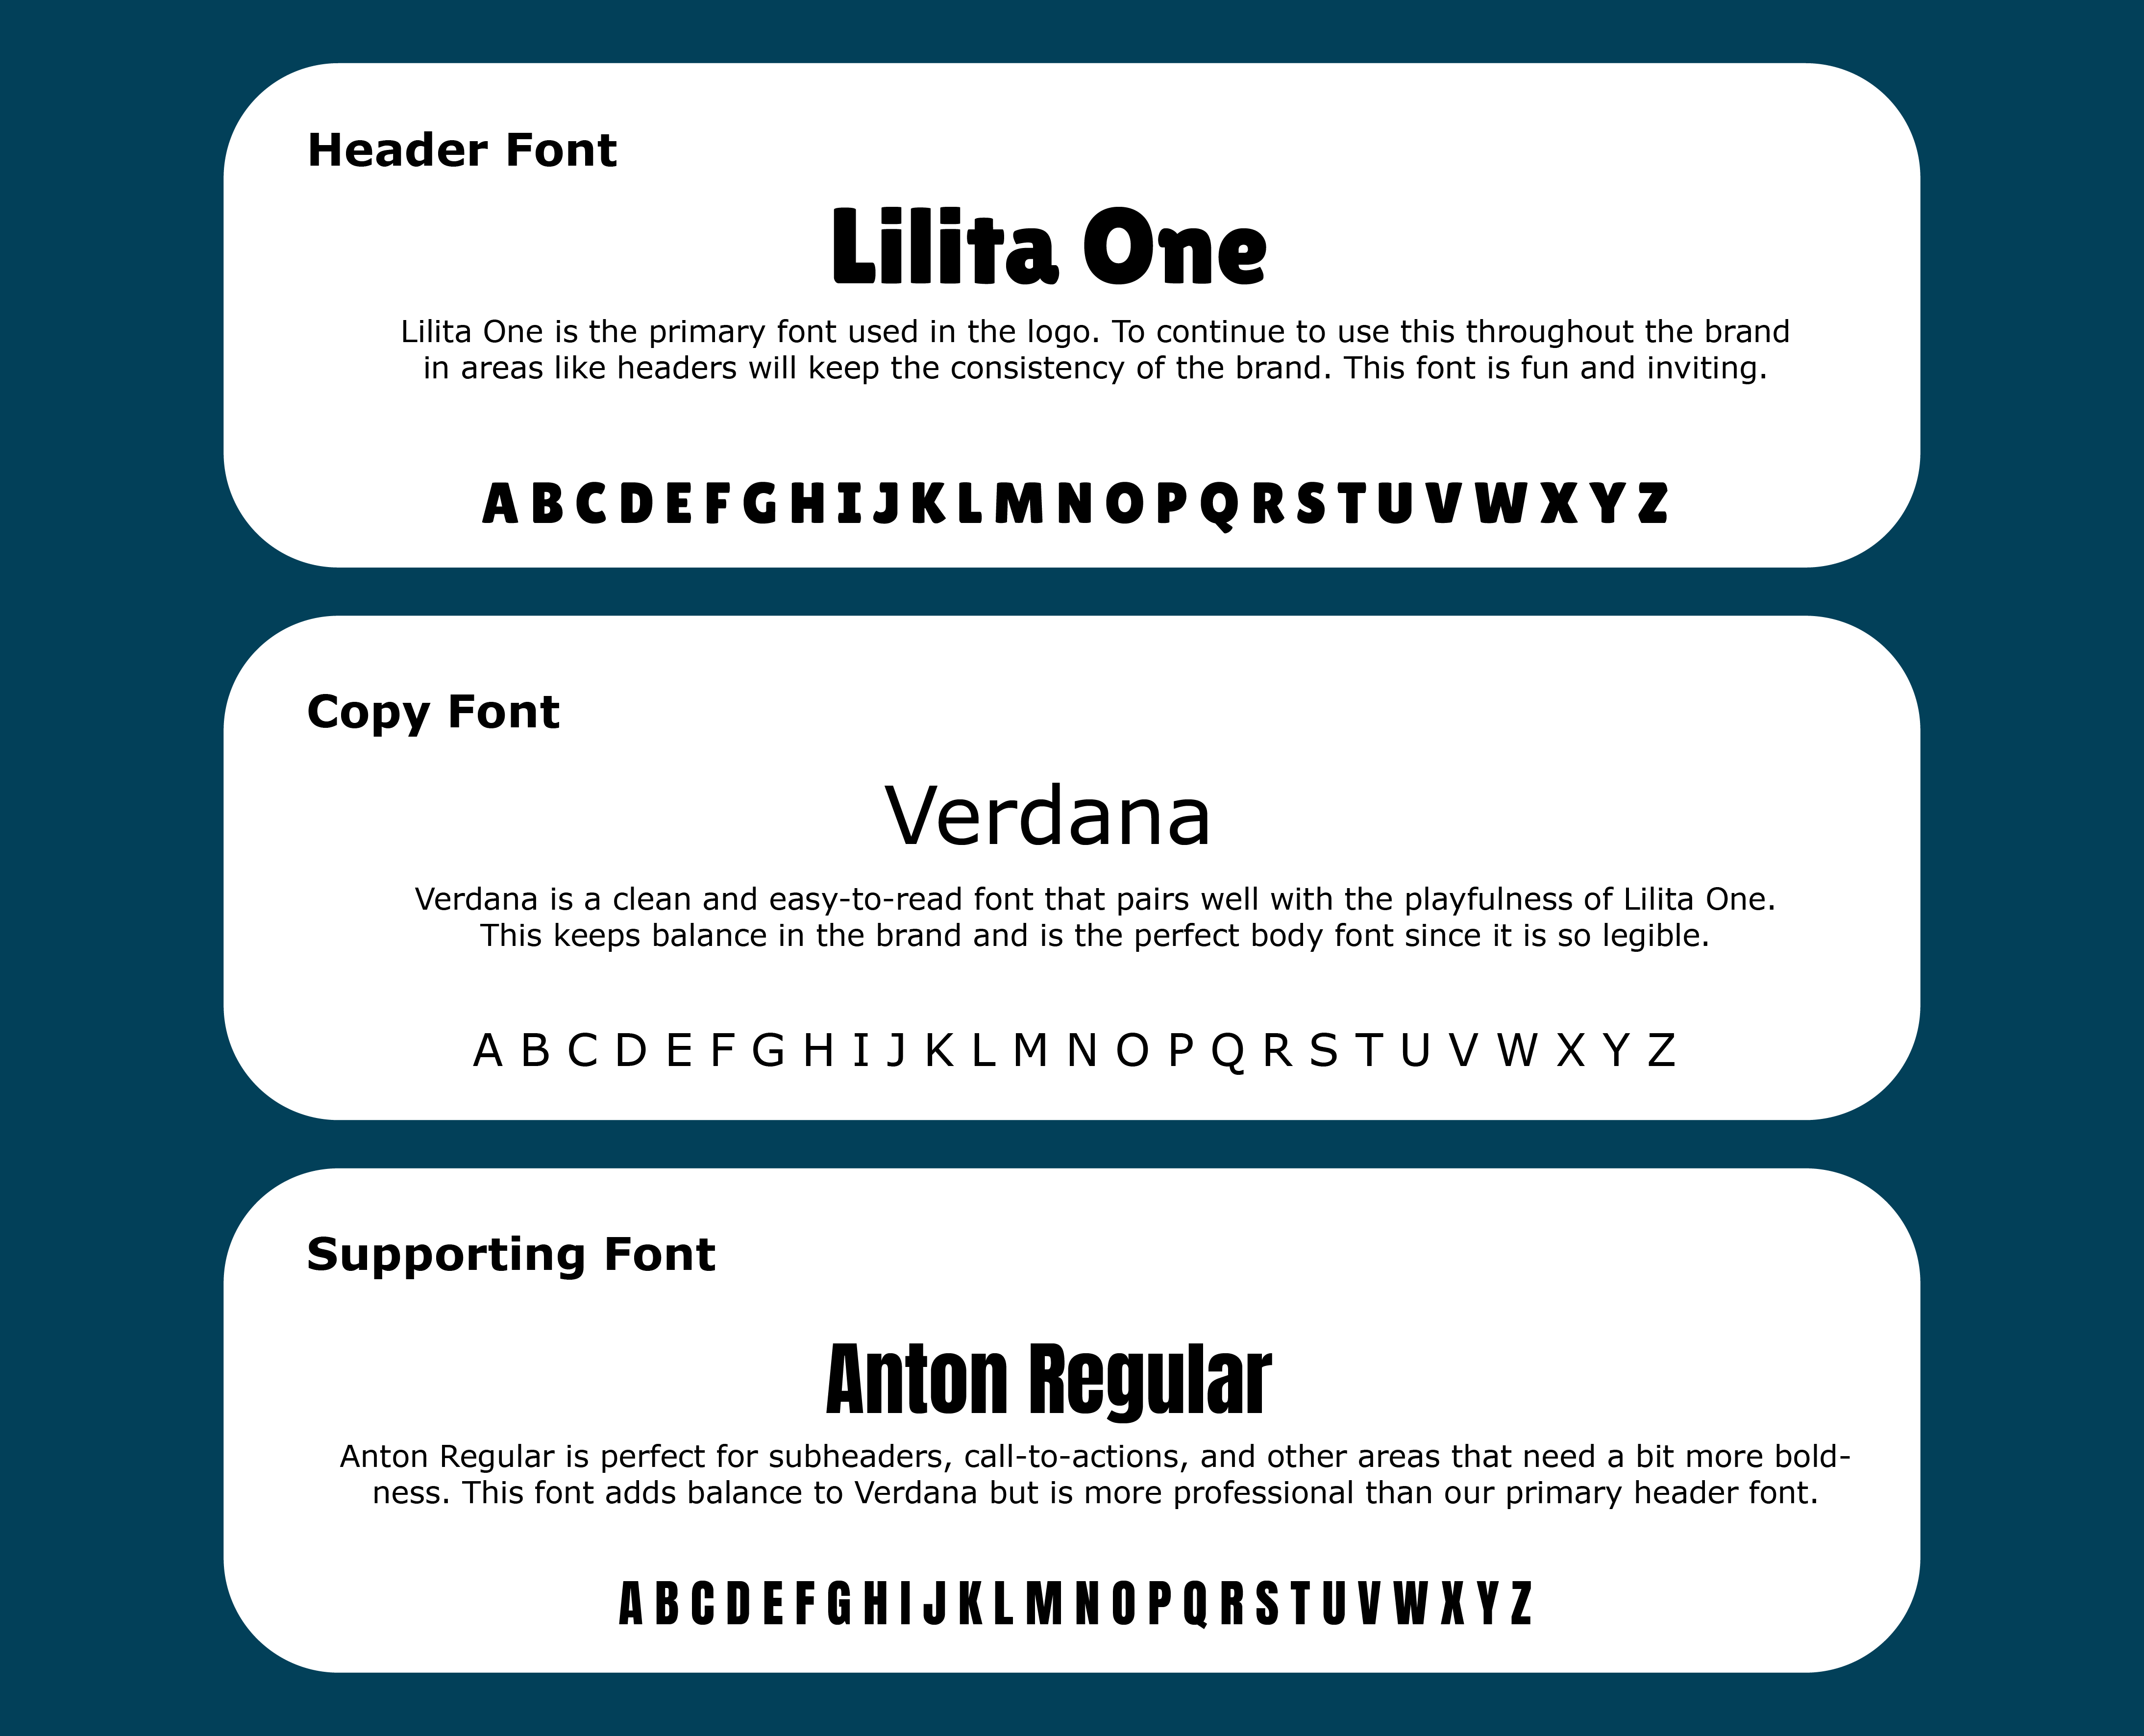 Header Font
Lilita One
Lilita One is the primary font used in the logo. To continue to use this throughout the brand
in areas like headers will keep the consistency of the brand. This font is fun and inviting.
A B C D E F G H I J K L M N O P Q R S T U V W X Y Z
Copy Font
Verdana
Verdana is a clean and easy-to-read font that pairs well with the playfulness of Lilita One.
This keeps balance in the brand and is the perfect body font since it is so legible.
A B C D E F G H I J K L M N O P Q R S T U V W X Y Z
Supporting Font
Anton Regular
Anton Regular is perfect for subheaders, call-to-actions, and other areas that need a bit more bold-
ness. This font adds balance to Verdana but is more professional than our primary header font.
A B C D E F G H I J K L M N O P Q R S T U V W X Y Z